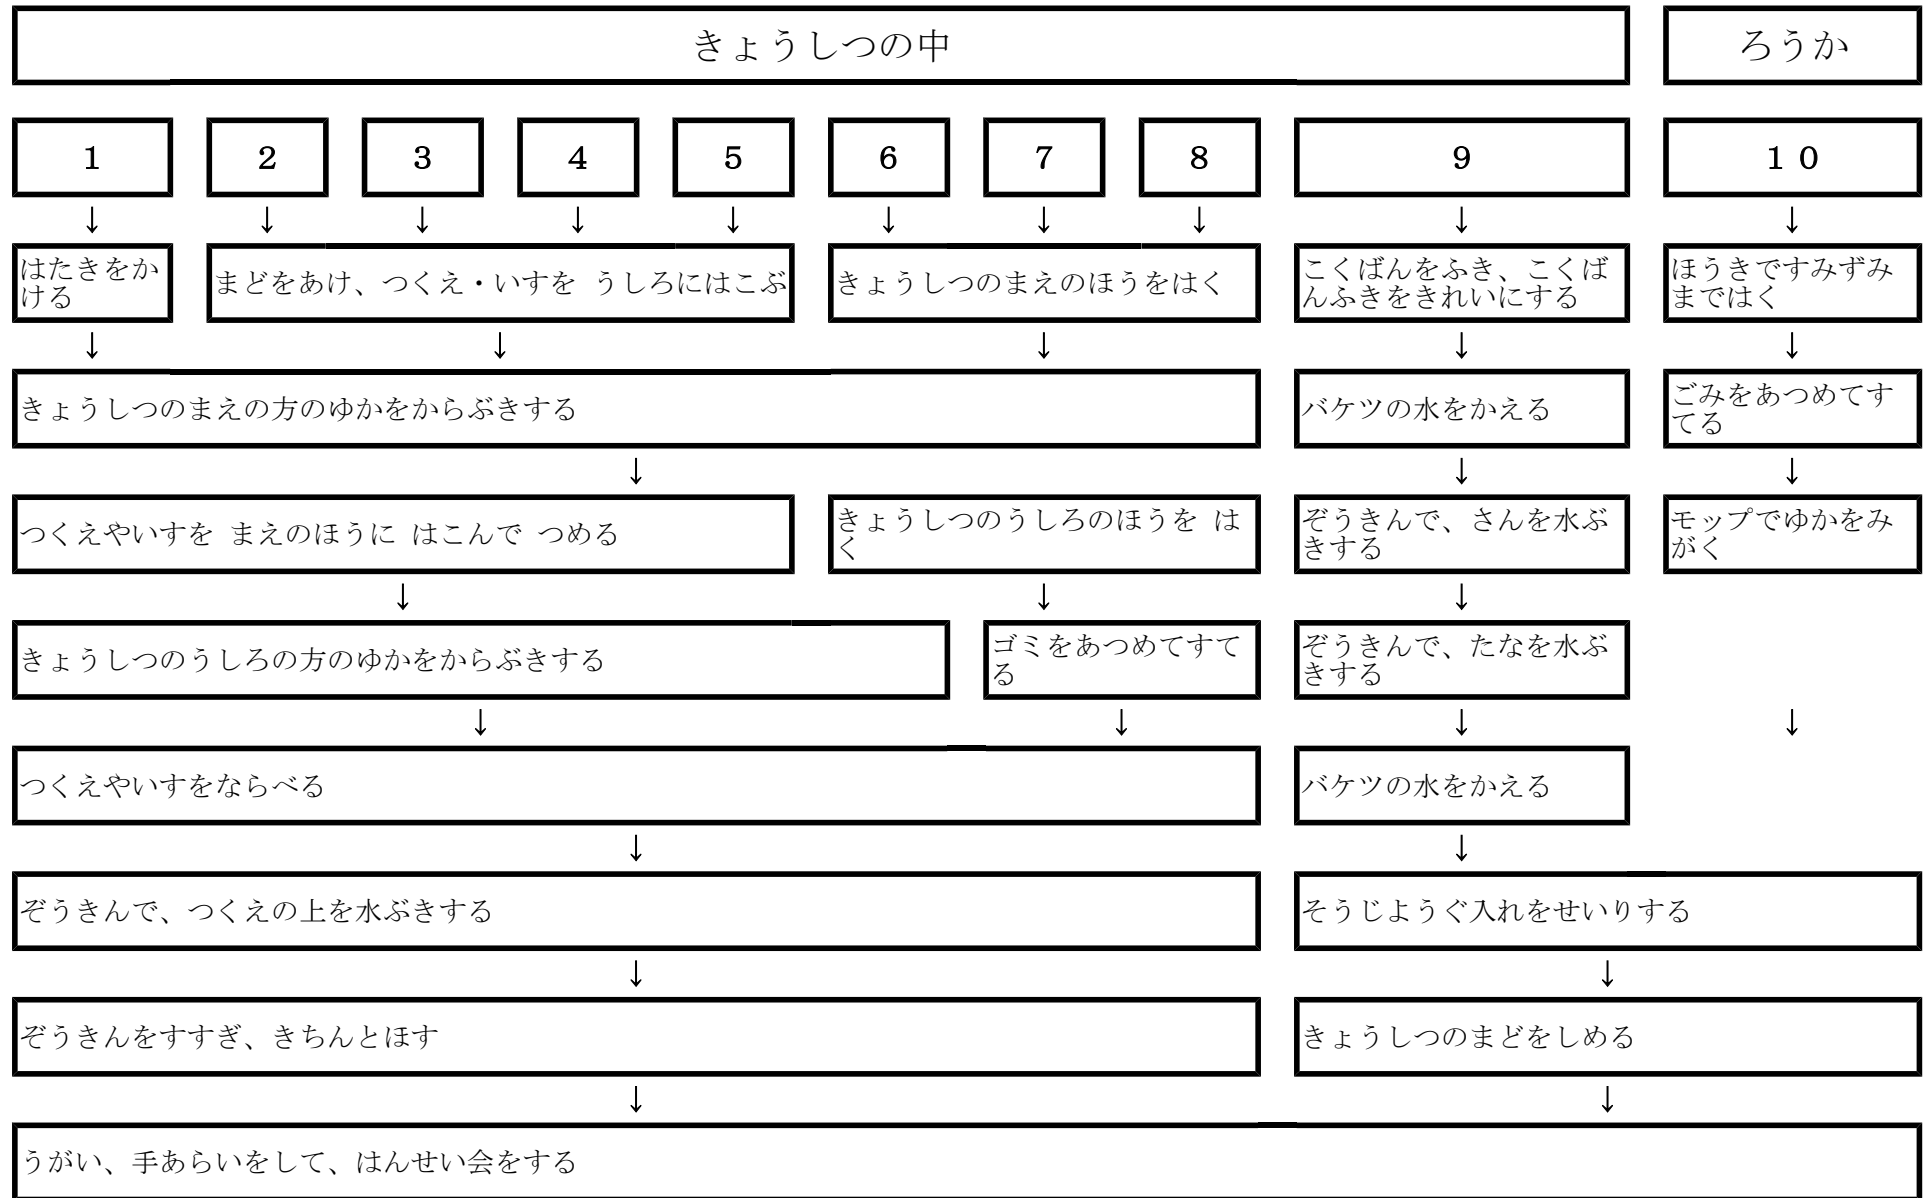 きょうしつの中
ろうか
1
2
3
4
5
6
7
8
9
10
↓ ↓ ↓ ↓ ↓ ↓ ↓ ↓ ↓ ↓
はたきをか
ける
まどをあけ、つくえ・いすを うしろにはこぶ
きょうしつのまえのほうをはく
こくばんをふき、こくば
んふきをきれいにする
ほうきですみずみ
まではく
↓ ↓ ↓ ↓ ↓
きょうしつのまえの方のゆかをからぶきする
バケツの水をかえる
ごみをあつめてす
てる
↓ ↓ ↓
つくえやいすを まえのほうに はこんで つめる
きょうしつのうしろのほうを は
く
ぞうきんで、さんを水ぶ
きする
モップでゆかをみ
がく
↓ ↓ ↓
きょうしつのうしろの方のゆかをからぶきする
ゴミをあつめてすて
る
ぞうきんで、たなを水ぶ
きする
↓ ↓ ↓ ↓
つくえやいすをならべる
バケツの水をかえる
↓ ↓
ぞうきんで、つくえの上を水ぶきする
そうじようぐ入れをせいりする
↓ ↓
ぞうきんをすすぎ、きちんとほす
きょうしつのまどをしめる
↓ ↓
うがい、手あらいをして、はんせい会をする